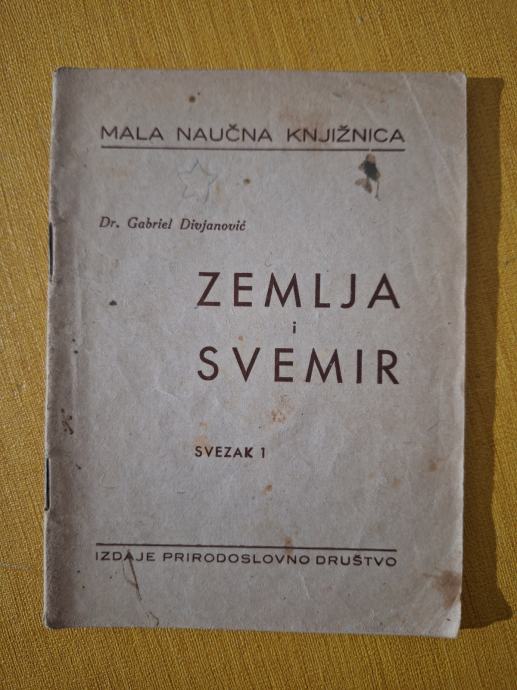 MALA NAUČNA KNJIŽNICA
Dr. Gabriel Divjanović
ZEMLJA
i
SVEMIR
SVEZAK 1
IZDAJE PRIRODOSLOVNO DRUŠTVO